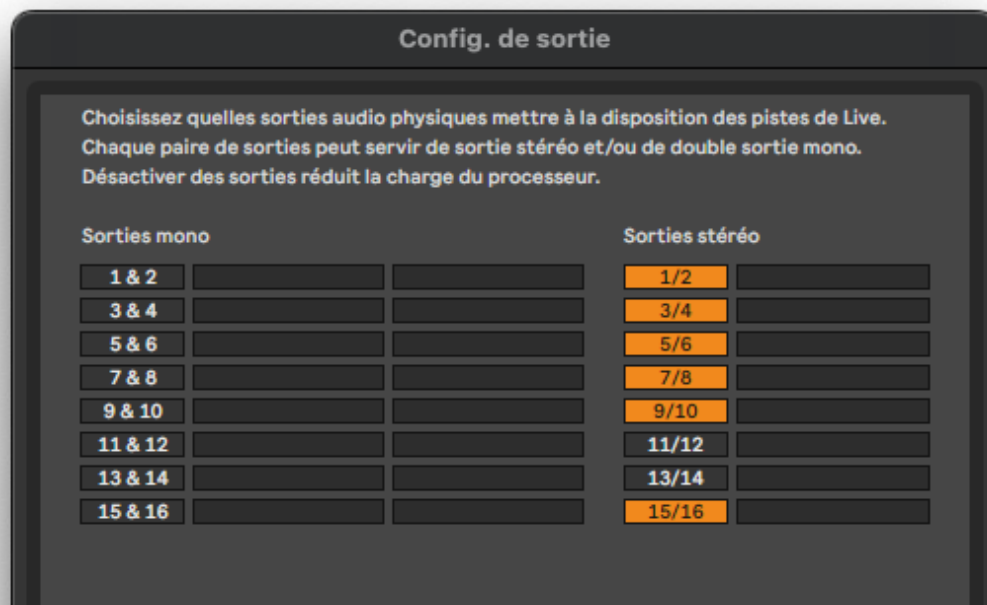 Config. de sortie
Choisissez quelles sorties audio physiques mettre à la disposition des pistes de Live.
Chaque paire de sorties peut servir de sortie stéréo et/ou de double sortie mono.
Désactiver des sorties réduit la charge du processeur.
Sorties mono Sorties stéréo
1 & 2 1/2
3 & 4 3/4
5 & 6 5/6
7 & 8 7/8
9 & 10 9/10
11 & 12 11/12
13 & 14 13/14
15 & 16 15/16